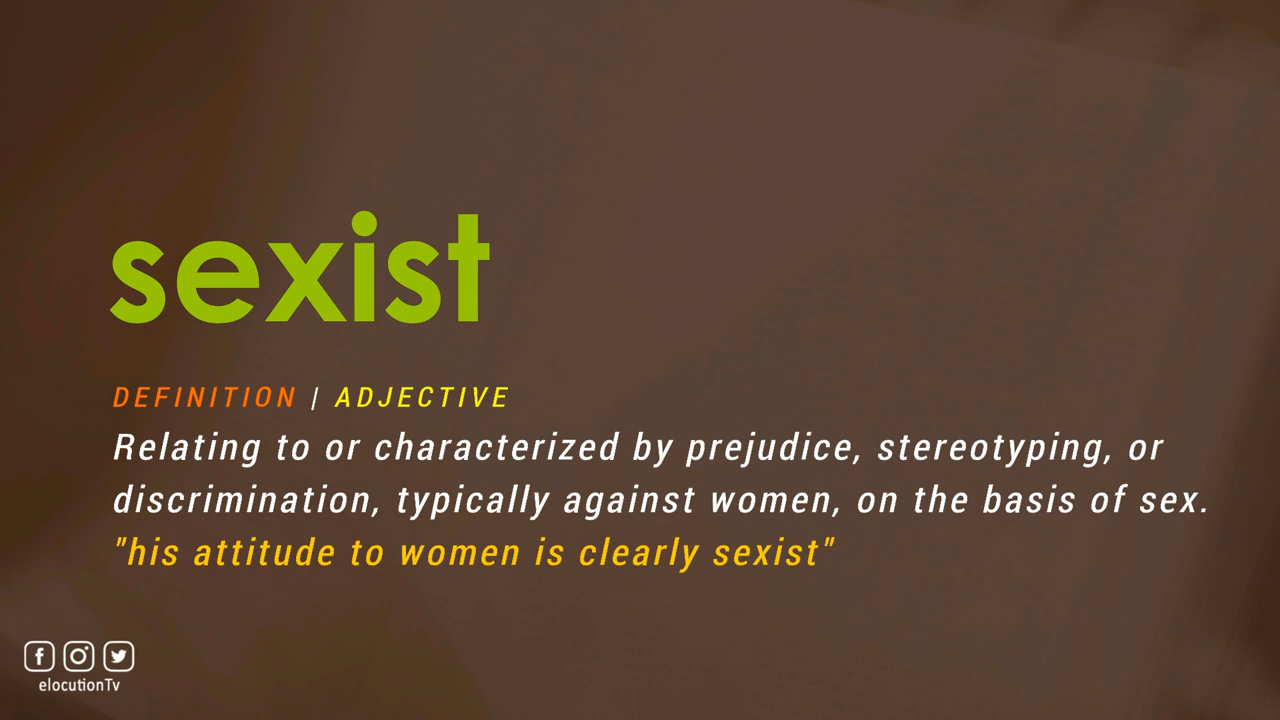 sexist
DEFINITION | ADJECTIVE
Relating to or characterized by prejudice, stereotyping, or
discrimination, typically against women, on the basis of sex.
"his attitude to women is clearly sexist"
elocutionTv